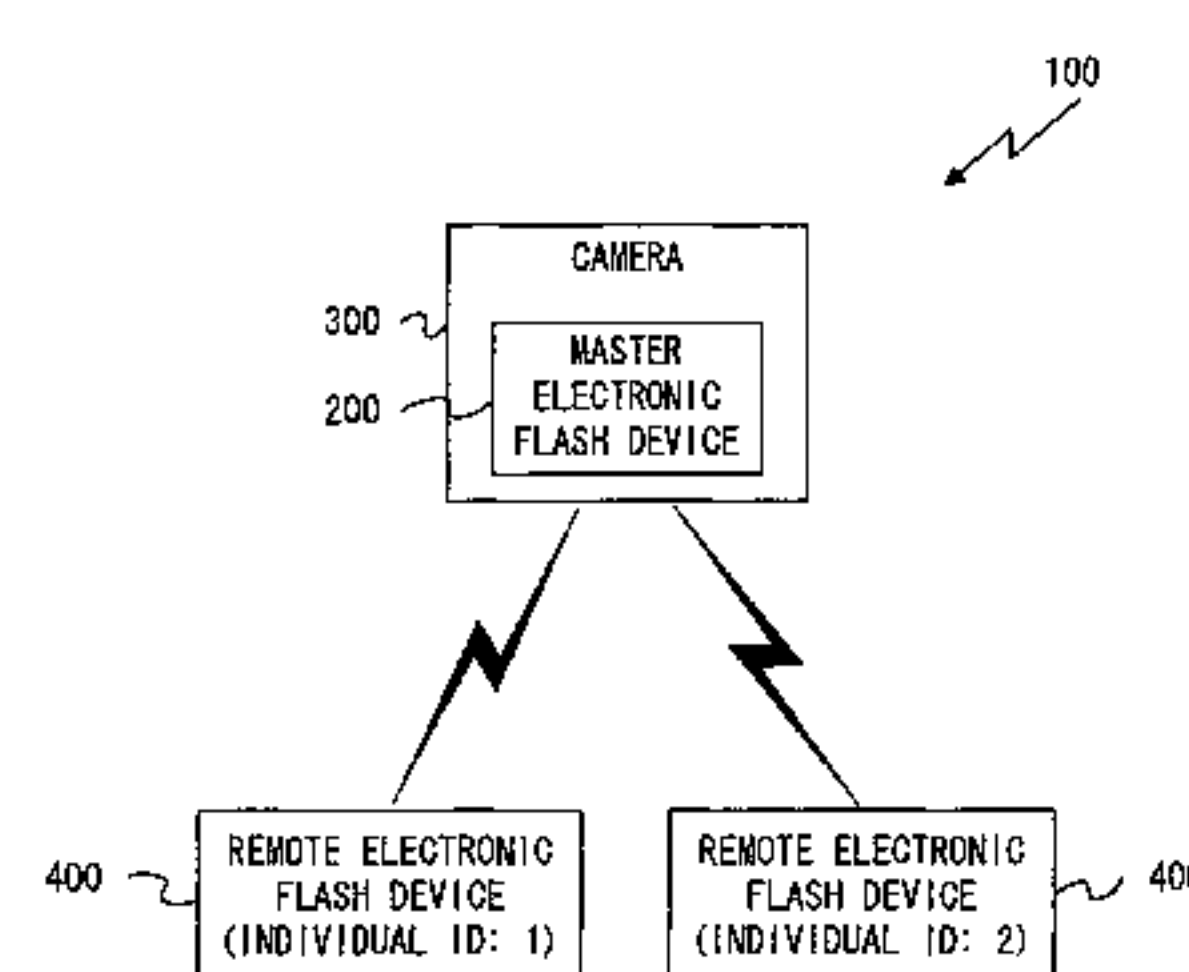 100
CAMERA
300
MASTER
ELECTRONIC
FLASH DEVICE
200
REMOTE ELECTRONIC
FLASH DEVICE
(INDIVIDUAL ID: 1)
400
REMOTE ELECTRONIC
FLASH DEVICE
(INDIVIDUAL ID: 2)